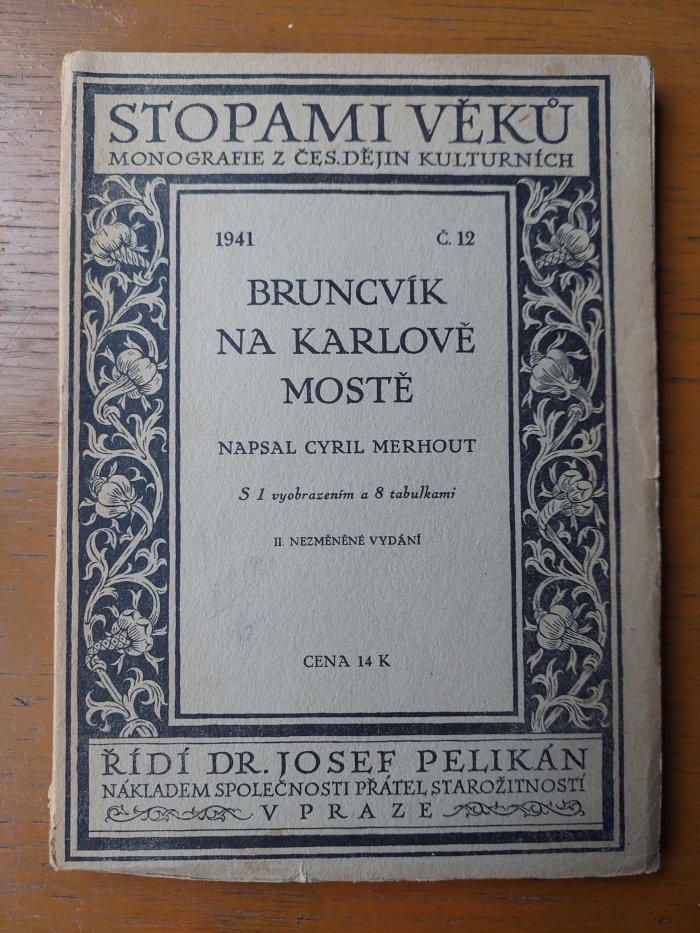 STOPAMI VĚKŮ
MONOGRAFIE Z ČES. DĚJIN KULTURNÍCH
1941 Č. 12
BRUNCVÍK
NA KARLOVĚ
MOSTĚ
NAPSAL CYRIL MERHOUT
S 1 vyobrazením a 8 tabulkami
II. NEZMĚNĚNÉ VYDÁNÍ
CENA 14 K
ŘÍDÍ DR. JOSEF PELIKÁN
NÁKLADEM SPOLEČNOSTI PŘÁTEL STAROŽITNOSTÍ
V PRAZE